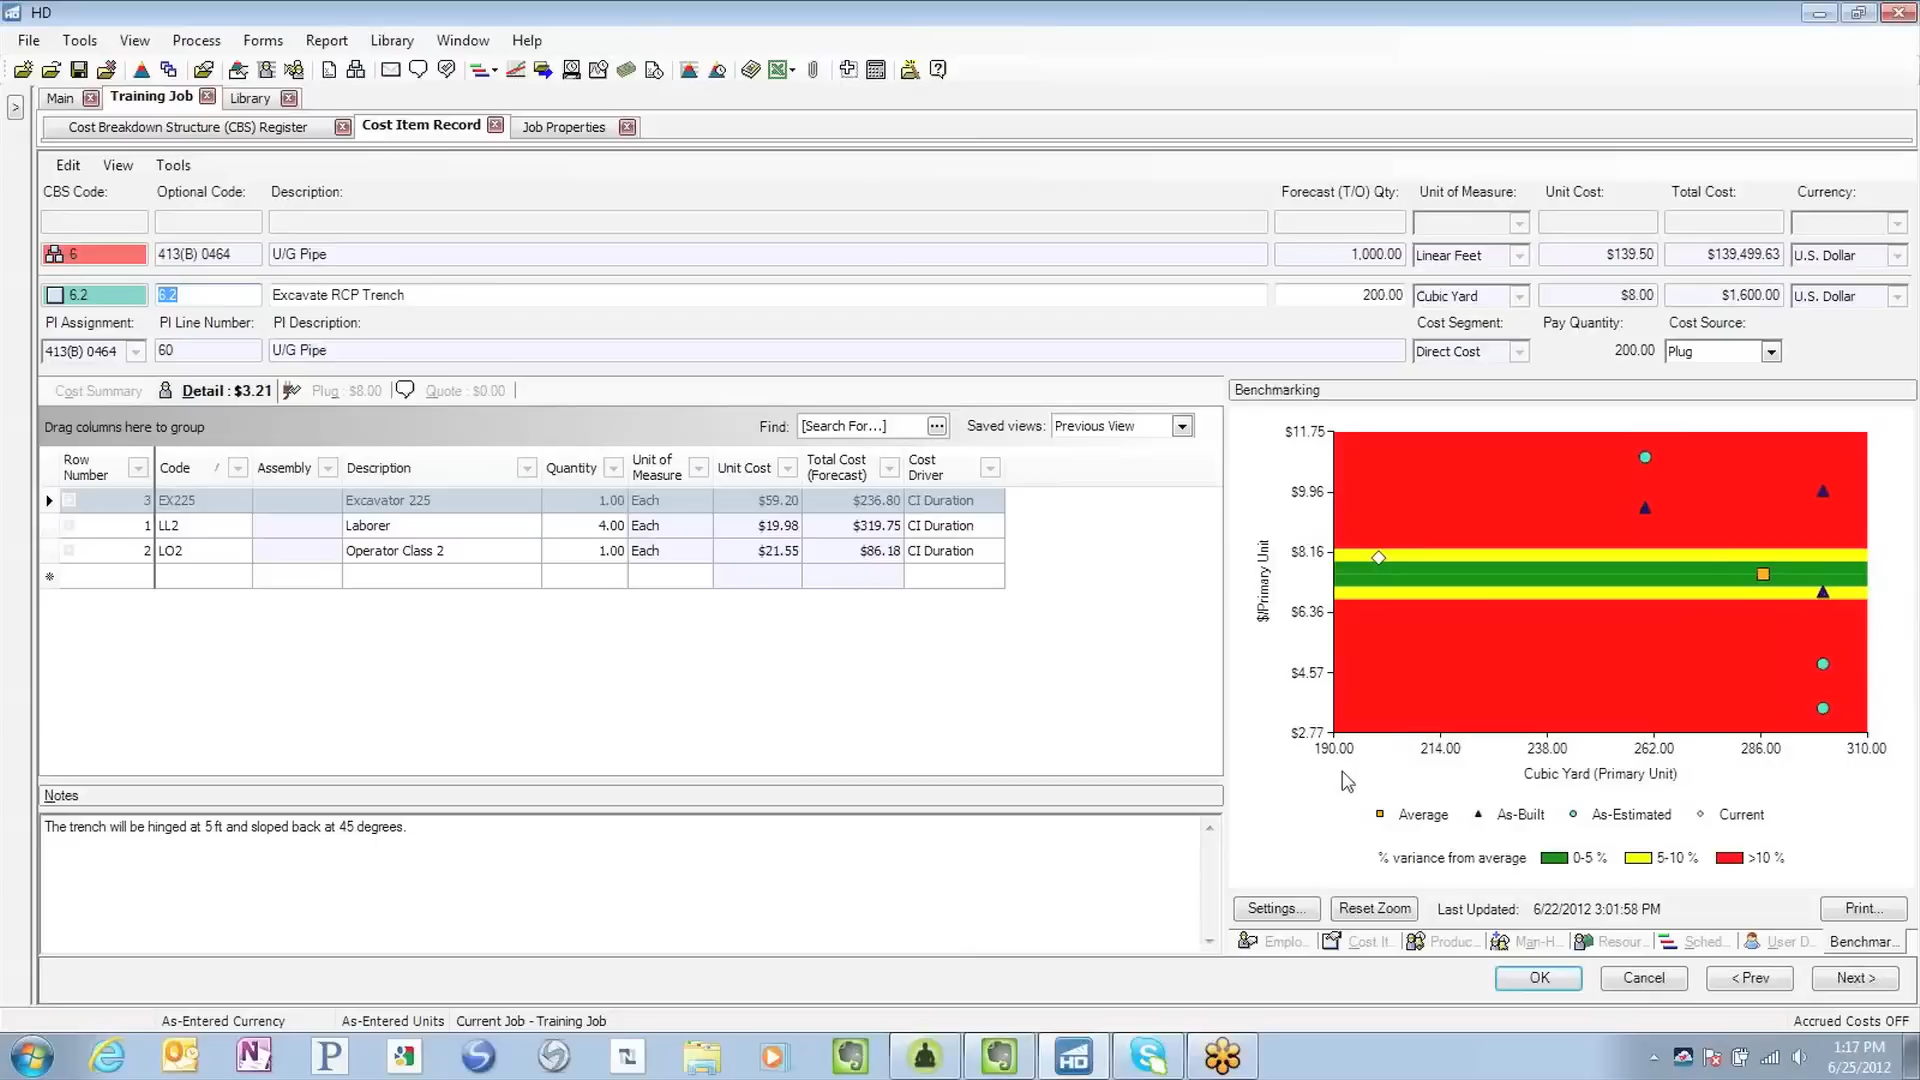 HD
File Tools View Process Forms Report Library Window Help
Main Training Job Library
Cost Breakdown Structure (CBS) Register Cost Item Record Job Properties
Edit View Tools
CBS Code: Optional Code: Description: Forecast (T/O) Qty: Unit of Measure: Unit Cost: Total Cost: Currency:
6 413(B) 0464 U/G Pipe 1,000.00 Linear Feet $139.50 $139,499.63 U.S. Dollar
6.2 6.2 Excavate RCP Trench 200.00 Cubic Yard $8.00 $1,600.00 U.S. Dollar
PI Assignment: PI Line Number: PI Description: Cost Segment: Pay Quantity: Cost Source:
413(B) 0464 60 U/G Pipe Direct Cost 200.00 Plug
Cost Summary Detail : $3.21 Plug : $8.00 Quote : $0.00
Drag columns here to group Find: [Search For...] Saved views: Previous View
Row Number Code Assembly Description Quantity Unit of Measure Unit Cost Total Cost (Forecast) Cost Driver
3 EX225 Excavator 225 1.00 Each $59.20 $236.80 CI Duration
1 LL2 Laborer 4.00 Each $19.98 $319.75 CI Duration
2 LO2 Operator Class 2 1.00 Each $21.55 $86.18 CI Duration
Notes
The trench will be hinged at 5 ft and sloped back at 45 degrees.
Benchmarking
$11.75
$9.96
$8.16
$6.36
$4.57
$2.77
$/Primary Unit
190.00 214.00 238.00 262.00 286.00 310.00
Cubic Yard (Primary Unit)
Average As-Built As-Estimated Current
% variance from average 0-5 % 5-10 % >10 %
Settings... Reset Zoom Last Updated: 6/22/2012 3:01:58 PM Print...
Emplo... Cost It... Produc... Man-H... Resour... Sched... User D... Benchmar...
OK Cancel < Prev Next >
As-Entered Currency As-Entered Units Current Job - Training Job Accrued Costs OFF
HD
1:17 PM
6/25/2012